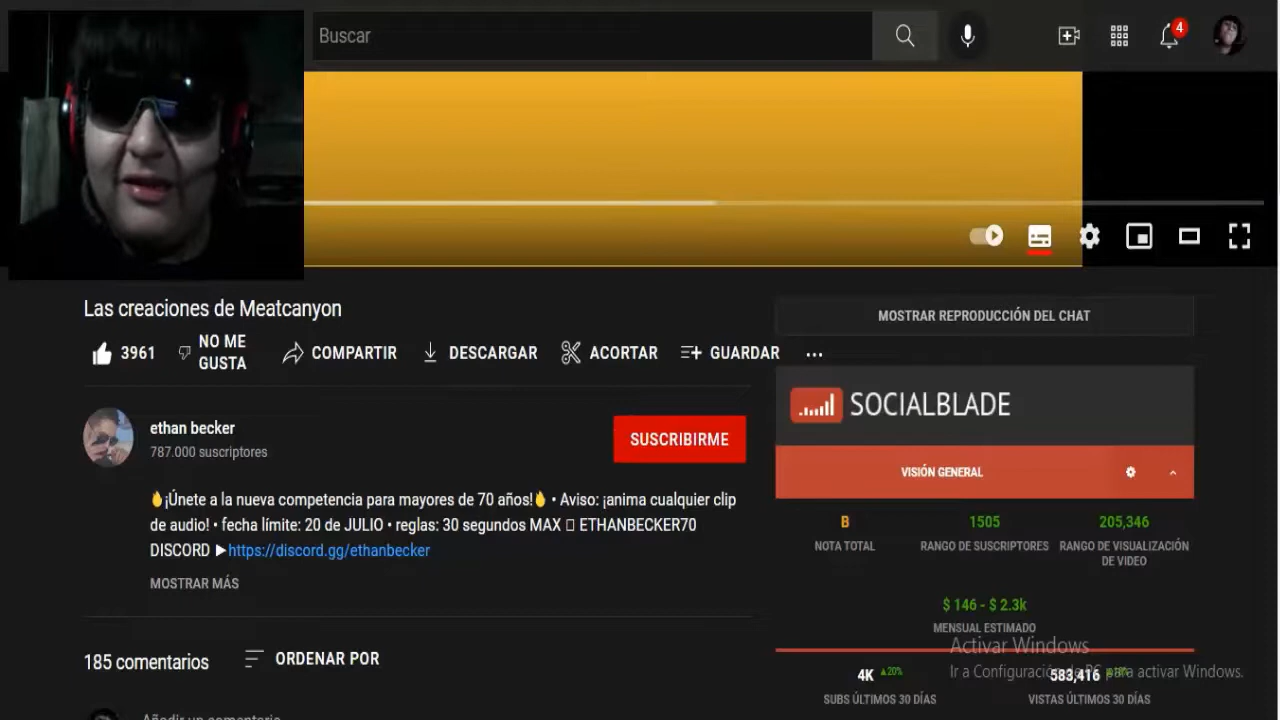 Buscar
4
Las creaciones de Meatcanyon
3961
NO ME
GUSTA
COMPARTIR
DESCARGAR
ACORTAR
GUARDAR
ethan becker
787.000 suscriptores
SUSCRIBIRME
🔥¡Únete a la nueva competencia para mayores de 70 años!🔥 • Aviso: ¡anima cualquier clip
de audio! • fecha límite: 20 de JULIO • reglas: 30 segundos MAX ETHANBECKER70
DISCORD ▶https://discord.gg/ethanbecker
MOSTRAR MÁS
185 comentarios
ORDENAR POR
Añadir un comentario
MOSTRAR REPRODUCCIÓN DEL CHAT
SOCIALBLADE
VISIÓN GENERAL
B
NOTA TOTAL
1505
RANGO DE SUSCRIPTORES
205,346
RANGO DE VISUALIZACIÓN
DE VIDEO
$ 146 - $ 2.3k
MENSUAL ESTIMADO
4K ▲20%
SUBS ÚLTIMOS 30 DÍAS
583,416
VISTAS ÚLTIMOS 30 DÍAS
Activar Windows
Ir a Configuración de PC para activar Windows.